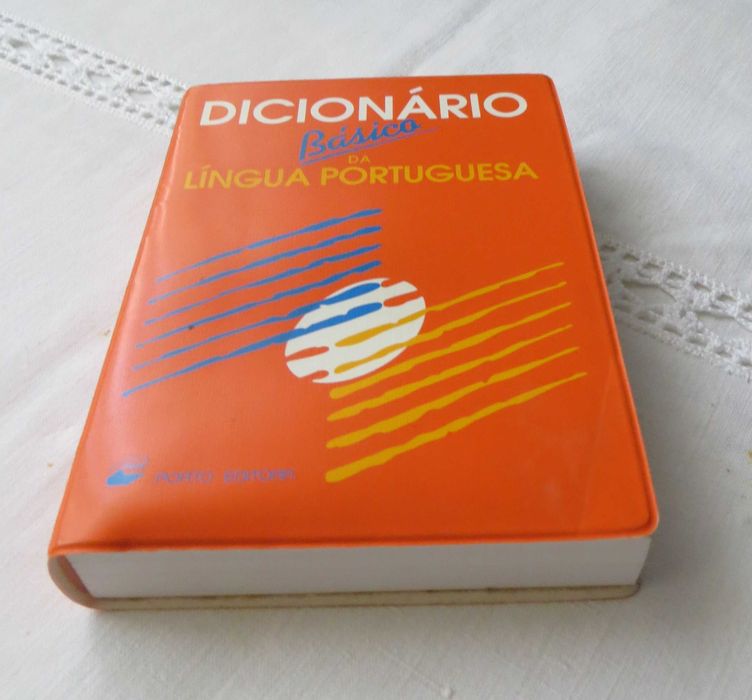 DICIONÁRIO
Básico
DA
LÍNGUA PORTUGUESA
PORTO EDITORA